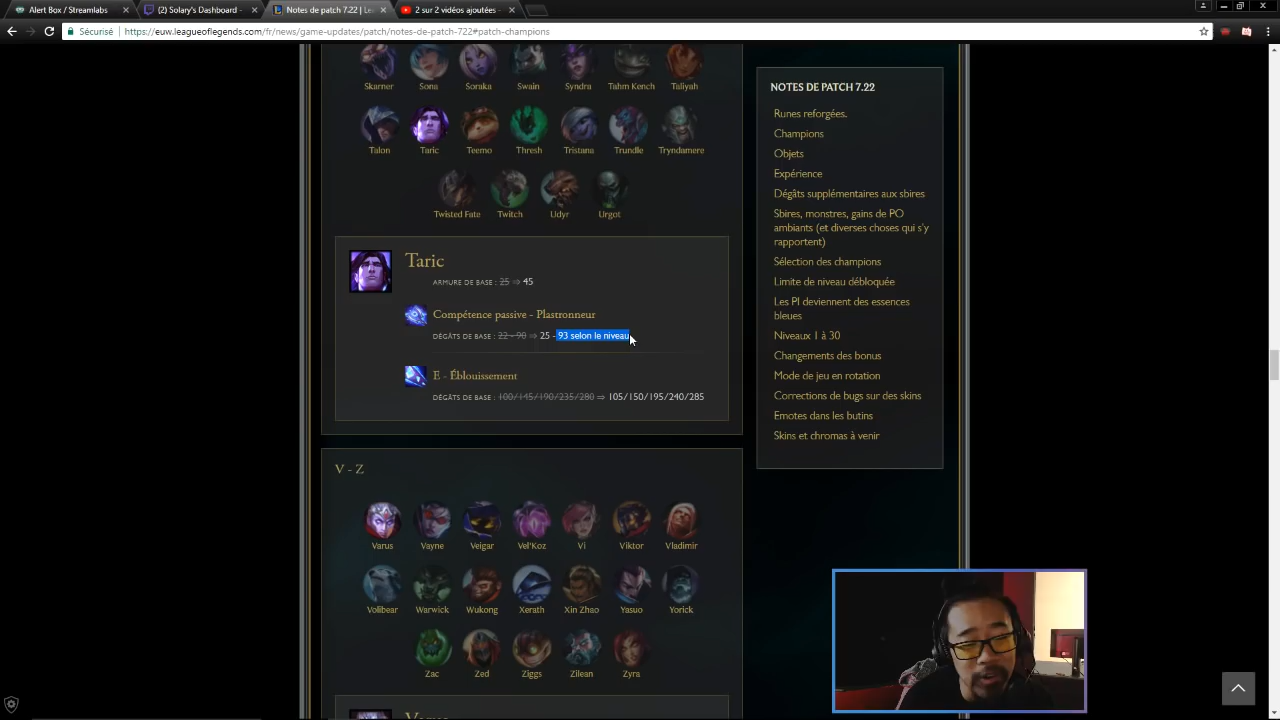 Alert Box / Streamlabs
(2) Solary's Dashboard -
Notes de patch 7.22 | Le
2 sur 2 vidéos ajoutées -
Sécurisé
https://euw.leagueoflegends.com/fr/news/game-updates/patch/notes-de-patch-722#patch-champions
Skarner Sona Soraka Swain Syndra Tahm Kench Taliyah
Talon Taric Teemo Thresh Tristana Trundle Tryndamere
Twisted Fate Twitch Udyr Urgot
Taric
ARMURE DE BASE : 25 ⇒ 45
Compétence passive - Plastronneur
DÉGÂTS DE BASE : 22 - 90 ⇒ 25 - 93 selon le niveau
E - Éblouissement
DÉGÂTS DE BASE : 100/145/190/235/280 ⇒ 105/150/195/240/285
V - Z
Varus Vayne Veigar Vel'Koz Vi Viktor Vladimir
Volibear Warwick Wukong Xerath Xin Zhao Yasuo Yorick
Zac Zed Ziggs Zilean Zyra
NOTES DE PATCH 7.22
Runes reforgées.
Champions
Objets
Expérience
Dégâts supplémentaires aux sbires
Sbires, monstres, gains de PO
ambiants (et diverses choses qui s'y
rapportent)
Sélection des champions
Limite de niveau débloquée
Les PI deviennent des essences
bleues
Niveaux 1 à 30
Changements des bonus
Mode de jeu en rotation
Corrections de bugs sur des skins
Emotes dans les butins
Skins et chromas à venir